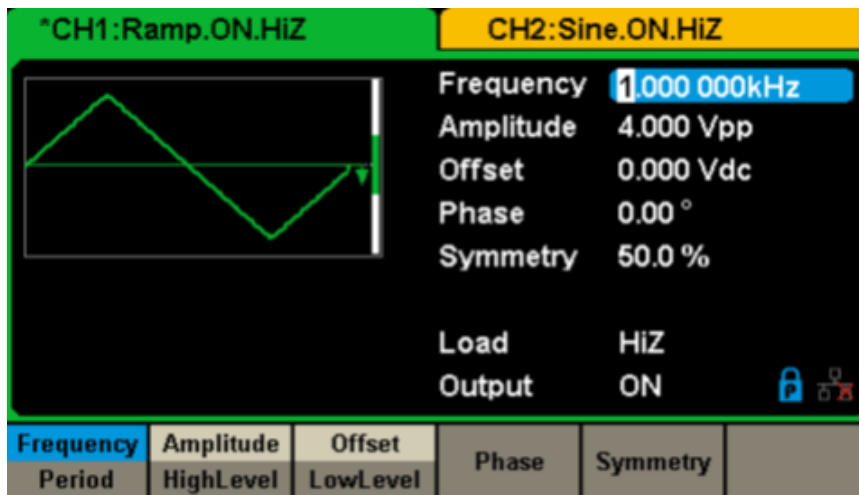 *CH1:Ramp.ON.HiZ
CH2:Sine.ON.HiZ
Frequency 1.000 000kHz
Amplitude 4.000 Vpp
Offset 0.000 Vdc
Phase 0.00 °
Symmetry 50.0 %
Load HiZ
Output ON
P
Frequency Amplitude Offset Phase Symmetry
Period HighLevel LowLevel